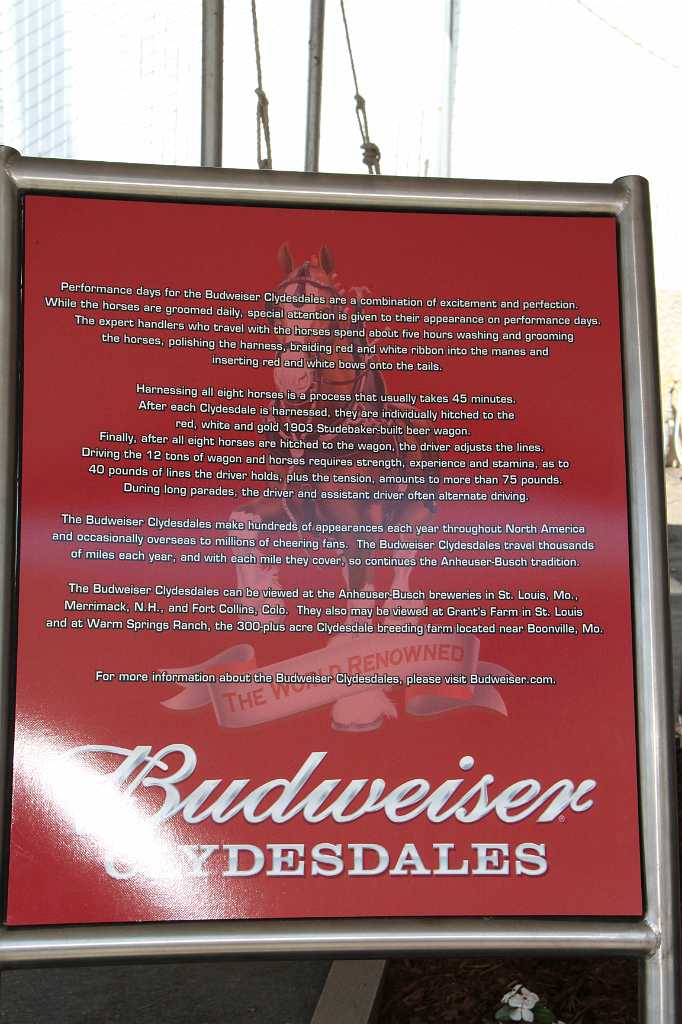 Performance days for the Budweiser Clydesdales are a combination of excitement and perfection.
While the horses are groomed daily, special attention is given to their appearance on performance days.
The expert handlers who travel with the horses spend about five hours washing and grooming
the horses, polishing the harness, braiding red and white ribbon into the manes and
inserting red and white bows onto the tails.
Harnessing all eight horses is a process that usually takes 45 minutes.
After each Clydesdale is harnessed, they are individually hitched to the
red, white and gold 1903 Studebaker-built beer wagon.
Finally, after all eight horses are hitched to the wagon, the driver adjusts the lines.
Driving the 12 tons of wagon and horses requires strength, experience and stamina, as to
40 pounds of lines the driver holds, plus the tension, amounts to more than 75 pounds.
During long parades, the driver and assistant driver often alternate driving.
The Budweiser Clydesdales make hundreds of appearances each year throughout North America
and occasionally overseas to millions of cheering fans. The Budweiser Clydesdales travel thousands
of miles each year, and with each mile they cover, so continues the Anheuser-Busch tradition.
The Budweiser Clydesdales can be viewed at the Anheuser-Busch breweries in St. Louis, Mo.,
Merrimack, N.H., and Fort Collins, Colo. They also may be viewed at Grant's Farm in St. Louis
and at Warm Springs Ranch, the 300-plus acre Clydesdale breeding farm located near Boonville, Mo.
For more information about the Budweiser Clydesdales, please visit Budweiser.com.
THE WORLD RENOWNED
Budweiser®
CLYDESDALES